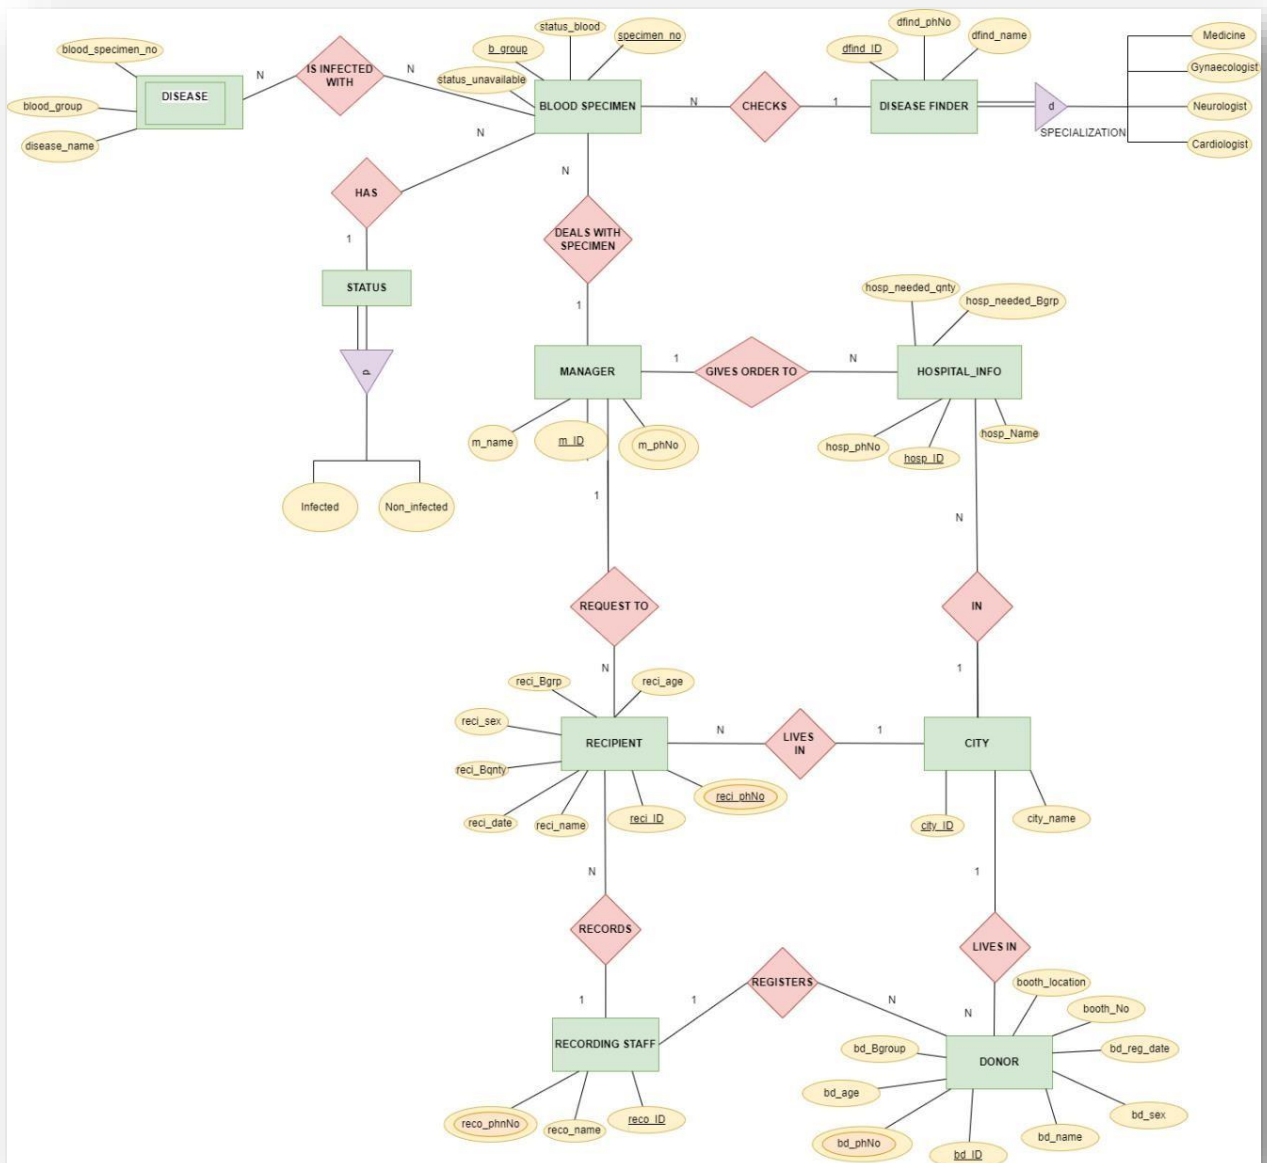 status_blood
dfind_phNo
b_group
specimen_no
dfind_ID
dfind_name
Medicine
blood_specimen_no
IS INFECTED
WITH
N
N
status_unavailable
Gynaecologist
DISEASE
BLOOD SPECIMEN
N
CHECKS
1
DISEASE FINDER
d
Neurologist
blood_group
disease_name
SPECIALIZATION
Cardiologist
N
N
HAS
1
DEALS WITH
SPECIMEN
STATUS
1
hosp_needed_qnty
hosp_needed_Bgrp
p
MANAGER
1
GIVES ORDER TO
N
HOSPITAL_INFO
m_name
m_ID
m_phNo
hosp_phNo
hosp_ID
hosp_Name
Infected
Non_infected
1
N
REQUEST TO
IN
N
1
reci_Bgrp
reci_age
reci_sex
RECIPIENT
N
LIVES
IN
1
CITY
reci_Bqnty
reci_phNo
reci_date
reci_name
reci_ID
city_ID
city_name
N
1
RECORDS
LIVES IN
REGISTERS
booth_location
1
1
N
N
booth_No
RECORDING STAFF
bd_Bgroup
DONOR
bd_reg_date
bd_age
reco_phnNo
reco_name
reco_ID
bd_sex
bd_phNo
bd_ID
bd_name